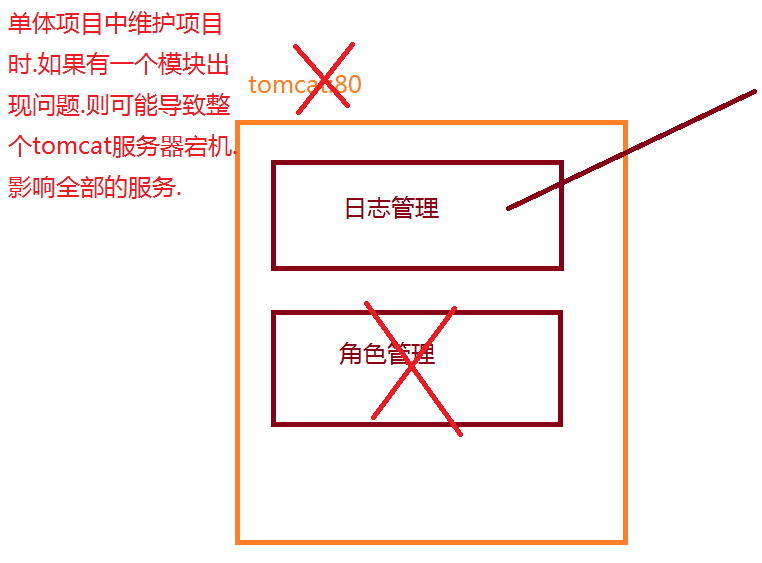 单体项目中维护项目
时.如果有一个模块出
现问题.则可能导致整
个tomcat服务器宕机.
影响全部的服务.
tomcat:80
日志管理
角色管理